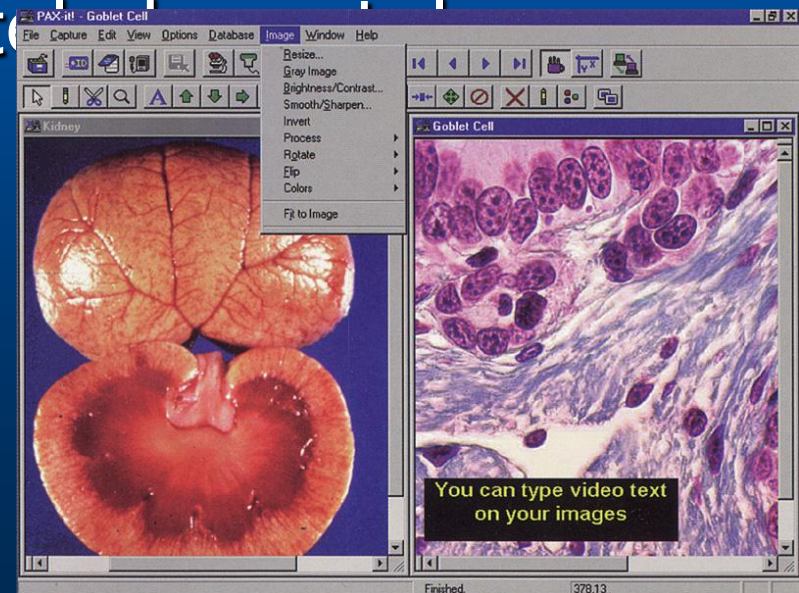 PAX-it! - Goblet Cell
File Capture Edit View Options Database Image Window Help
Resize...
Gray Image
Brightness/Contrast...
Smooth/Sharpen...
Invert
Process
Rotate
Flip
Colors
Fit to Image
Kidney
Goblet Cell
You can type video text
on your images
Finished.
378.13